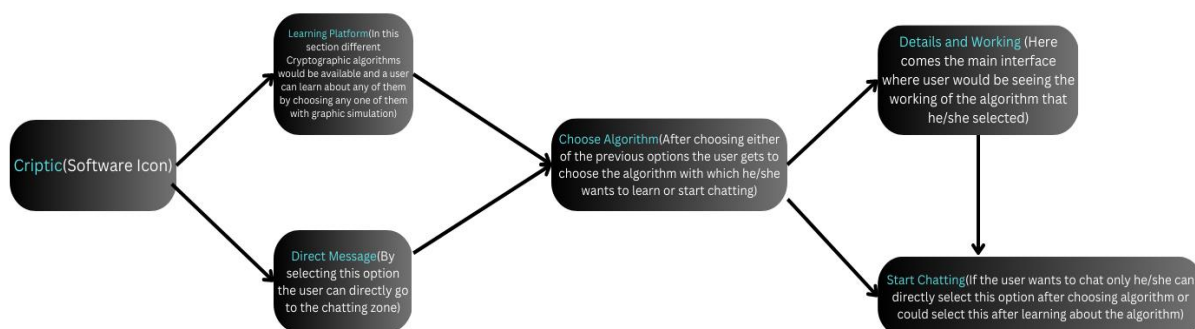 Criptic(Software Icon)
Learning Platform(In this
section different
Cryptographic algorithms
would be available and a user
can learn about any of them
by choosing any one of them
with graphic simulation)
Direct Message(By
selecting this option
the user can directly go
to the chatting zone)
Choose Algorithm(After choosing either
of the previous options the user gets to
choose the algorithm with which he/she
wants to learn or start chatting)
Details and Working (Here
comes the main interface
where user would be seeing the
working of the algorithm that
he/she selected)
Start Chatting(If the user wants to chat only he/she can
directly select this option after choosing algorithm or
could select this after learning about the algorithm)